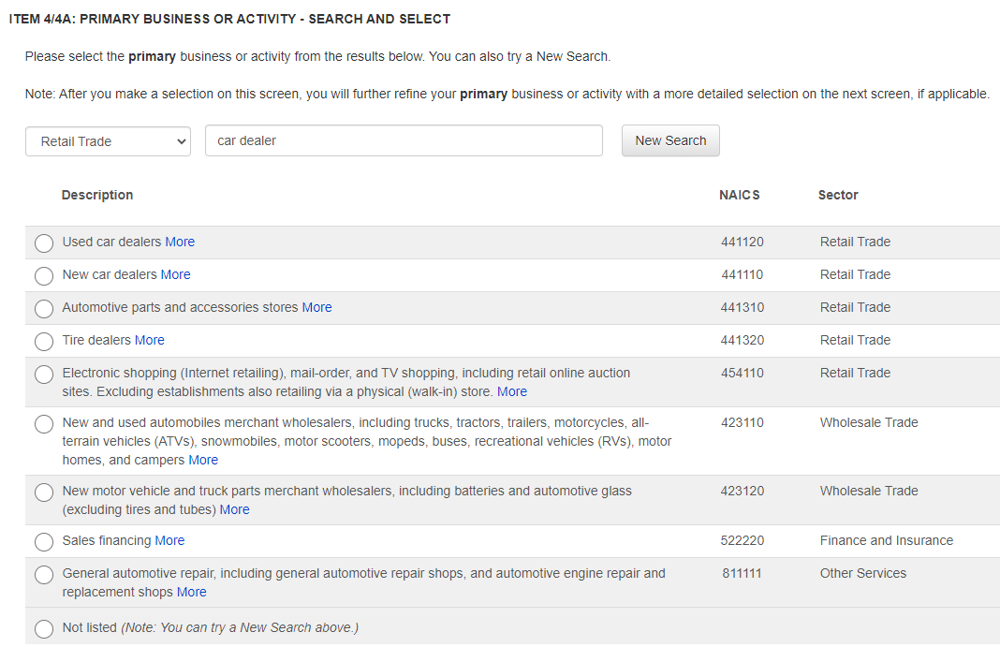 ITEM 4/4A: PRIMARY BUSINESS OR ACTIVITY - SEARCH AND SELECT
Please select the primary business or activity from the results below. You can also try a New Search.
Note: After you make a selection on this screen, you will further refine your primary business or activity with a more detailed selection on the next screen, if applicable.
Retail Trade car dealer New Search
Description NAICS Sector
Used car dealers More 441120 Retail Trade
New car dealers More 441110 Retail Trade
Automotive parts and accessories stores More 441310 Retail Trade
Tire dealers More 441320 Retail Trade
Electronic shopping (Internet retailing), mail-order, and TV shopping, including retail online auction 454110 Retail Trade
sites. Excluding establishments also retailing via a physical (walk-in) store. More
New and used automobiles merchant wholesalers, including trucks, tractors, trailers, motorcycles, all- 423110 Wholesale Trade
terrain vehicles (ATVs), snowmobiles, motor scooters, mopeds, buses, recreational vehicles (RVs), motor
homes, and campers More
New motor vehicle and truck parts merchant wholesalers, including batteries and automotive glass 423120 Wholesale Trade
(excluding tires and tubes) More
Sales financing More 522220 Finance and Insurance
General automotive repair, including general automotive repair shops, and automotive engine repair and 811111 Other Services
replacement shops More
Not listed (Note: You can try a New Search above.)